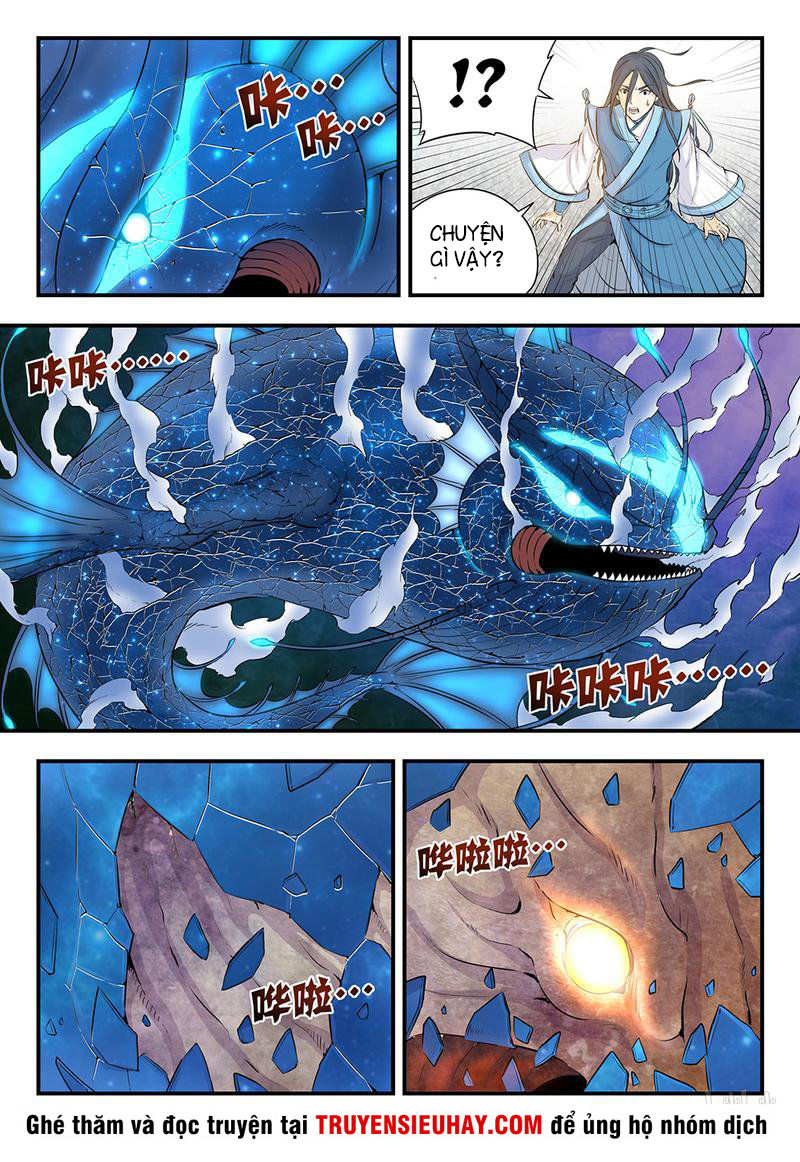 咔…
咔…
!?
CHUYỆN
GÌ VẬY?
咔咔……
咔咔咔……
哗啦…
哗啦啦…
Ghé thăm và đọc truyện tại TRUYENSIEUHAY.COM để ủng hộ nhóm dịch